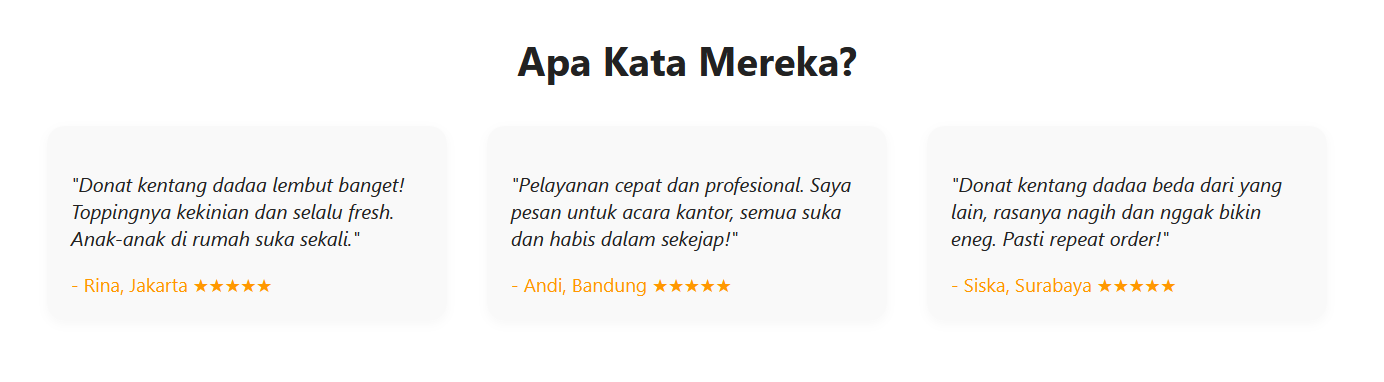 Apa Kata Mereka?
"Donat kentang dadaa lembut banget!
Toppingnya kekinian dan selalu fresh.
Anak-anak di rumah suka sekali."
- Rina, Jakarta ★★★★★
"Pelayanan cepat dan profesional. Saya
pesan untuk acara kantor, semua suka
dan habis dalam sekejap!"
- Andi, Bandung ★★★★★
"Donat kentang dadaa beda dari yang
lain, rasanya nagih dan nggak bikin
eneg. Pasti repeat order!"
- Siska, Surabaya ★★★★★